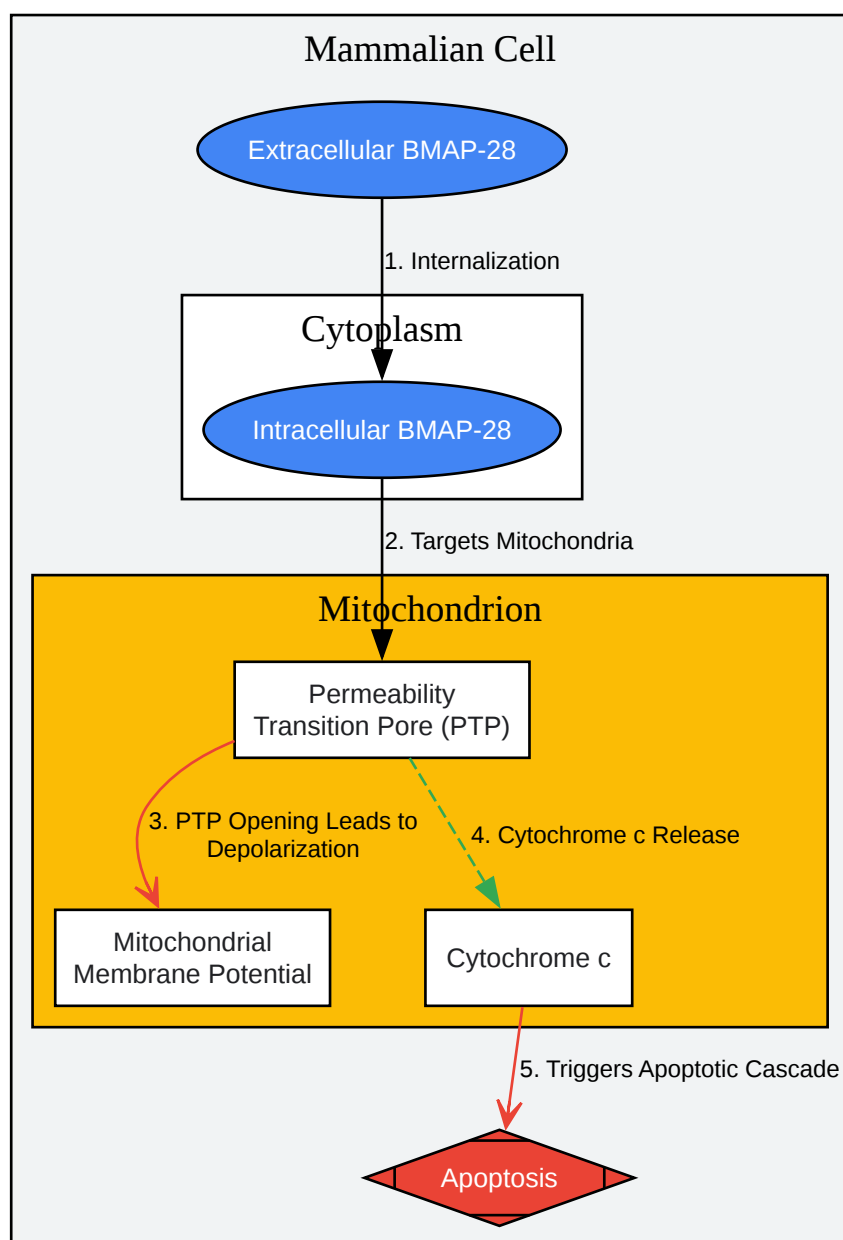 Mammalian Cell
Extracellular BMAP-28
1. Internalization
Cytoplasm
Intracellular BMAP-28
2. Targets Mitochondria
Mitochondrion
Permeability
Transition Pore (PTP)
3. PTP Opening Leads to
Depolarization
4. Cytochrome c Release
Mitochondrial
Membrane Potential
Cytochrome c
5. Triggers Apoptotic Cascade
Apoptosis